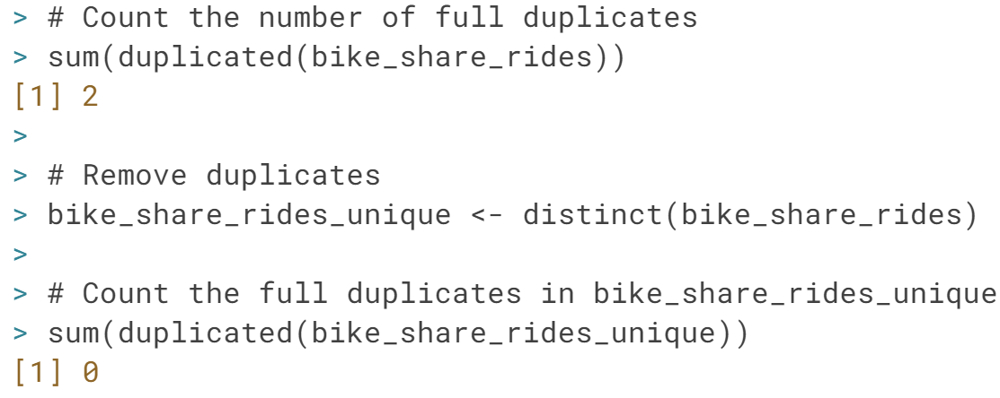 > # Count the number of full duplicates
> sum(duplicated(bike_share_rides))
[1] 2
>
> # Remove duplicates
> bike_share_rides_unique <- distinct(bike_share_rides)
>
> # Count the full duplicates in bike_share_rides_unique
> sum(duplicated(bike_share_rides_unique))
[1] 0